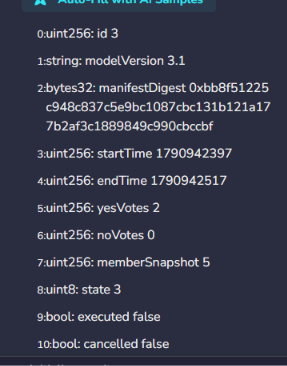 Auto-Fill with AI Samples
0:uint256: id 3
1:string: modelVersion 3.1
2:bytes32: manifestDigest 0xbb8f51225
c948c837c5e9bc1087cbc131b121a17
7b2af3c1889849c990cbccbf
3:uint256: startTime 1790942397
4:uint256: endTime 1790942517
5:uint256: yesVotes 2
6:uint256: noVotes 0
7:uint256: memberSnapshot 5
8:uint8: state 3
9:bool: executed false
10:bool: cancelled false